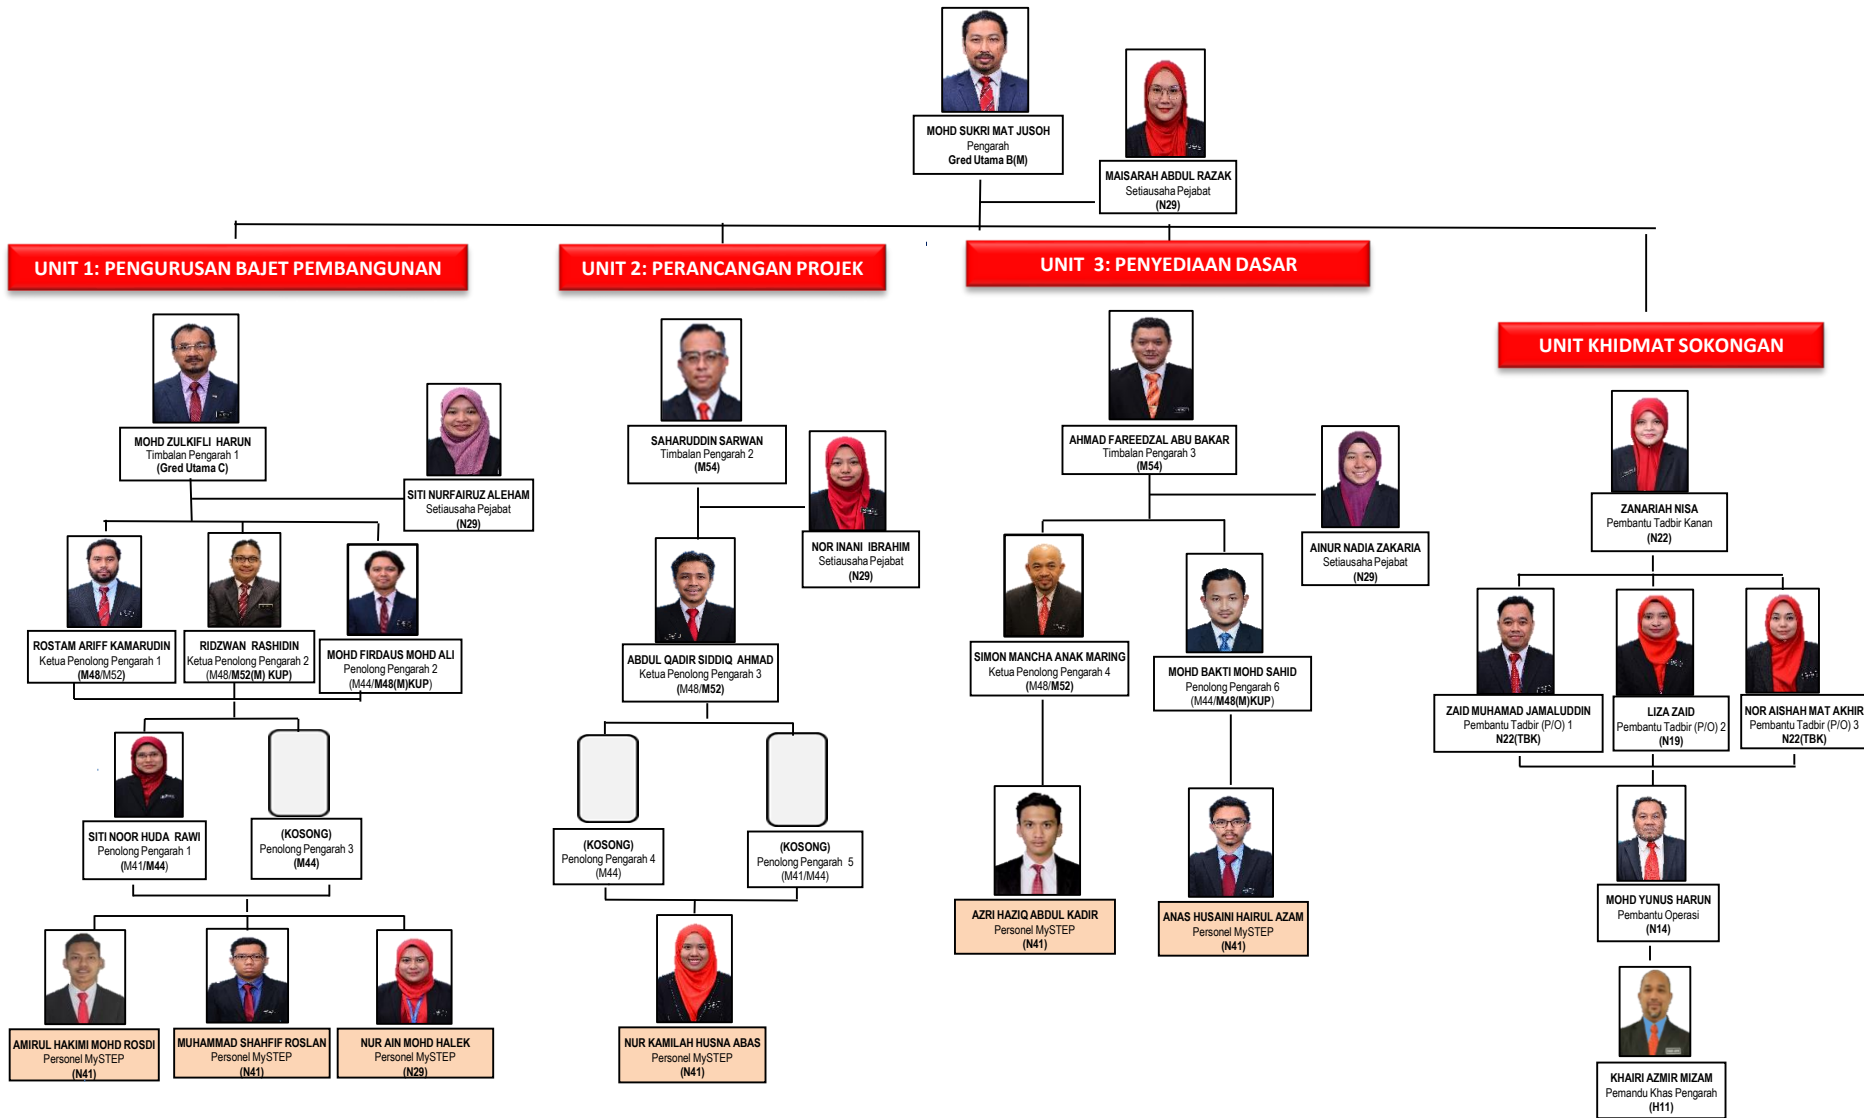 MOHD SUKRI MAT JUSOH
Pengarah
Gred Utama B(M)
MAISARAH ABDUL RAZAK
Setiausaha Pejabat
(N29)
UNIT 1: PENGURUSAN BAJET PEMBANGUNAN
MOHD ZULKIFLI HARUN
Timbalan Pengarah 1
(Gred Utama C)
SITI NURFAIRUZ ALEHAM
Setiausaha Pejabat
(N29)
ROSTAM ARIFF KAMARUDIN
Ketua Penolong Pengarah 1
(M48/M52)
RIDZWAN RASHIDIN
Ketua Penolong Pengarah 2
(M48/M52(M) KUP)
MOHD FIRDAUS MOHD ALI
Penolong Pengarah 2
(M44/M48(M)KUP)
SITI NOOR HUDA RAWI
Penolong Pengarah 1
(M41/M44)
(KOSONG)
Penolong Pengarah 3
(M44)
AMIRUL HAKIMI MOHD ROSDI
Personel MySTEP
(N41)
MUHAMMAD SHAHFIF ROSLAN
Personel MySTEP
(N41)
NUR AIN MOHD HALEK
Personel MySTEP
(N29)
UNIT 2: PERANCANGAN PROJEK
SAHARUDDIN SARWAN
Timbalan Pengarah 2
(M54)
NOR INANI IBRAHIM
Setiausaha Pejabat
(N29)
ABDUL QADIR SIDDIQ AHMAD
Ketua Penolong Pengarah 3
(M48/M52)
(KOSONG)
Penolong Pengarah 4
(M44)
(KOSONG)
Penolong Pengarah 5
(M41/M44)
NUR KAMILAH HUSNA ABAS
Personel MySTEP
(N41)
UNIT 3: PENYEDIAAN DASAR
AHMAD FAREEDZAL ABU BAKAR
Timbalan Pengarah 3
(M54)
AINUR NADIA ZAKARIA
Setiausaha Pejabat
(N29)
SIMON MANCHA ANAK MARING
Ketua Penolong Pengarah 4
(M48/M52)
MOHD BAKTI MOHD SAHID
Penolong Pengarah 6
(M44/M48(M)KUP)
AZRI HAZIQ ABDUL KADIR
Personel MySTEP
(N41)
ANAS HUSAINI HAIRUL AZAM
Personel MySTEP
(N41)
UNIT KHIDMAT SOKONGAN
ZANARIAH NISA
Pembantu Tadbir Kanan
(N22)
ZAID MUHAMAD JAMALUDDIN
Pembantu Tadbir (P/O) 1
N22(TBK)
LIZA ZAID
Pembantu Tadbir (P/O) 2
(N19)
NOR AISHAH MAT AKHIR
Pembantu Tadbir (P/O) 3
N22(TBK)
MOHD YUNUS HARUN
Pembantu Operasi
(N14)
KHAIRI AZMIR MIZAM
Pemandu Khas Pengarah
(H11)